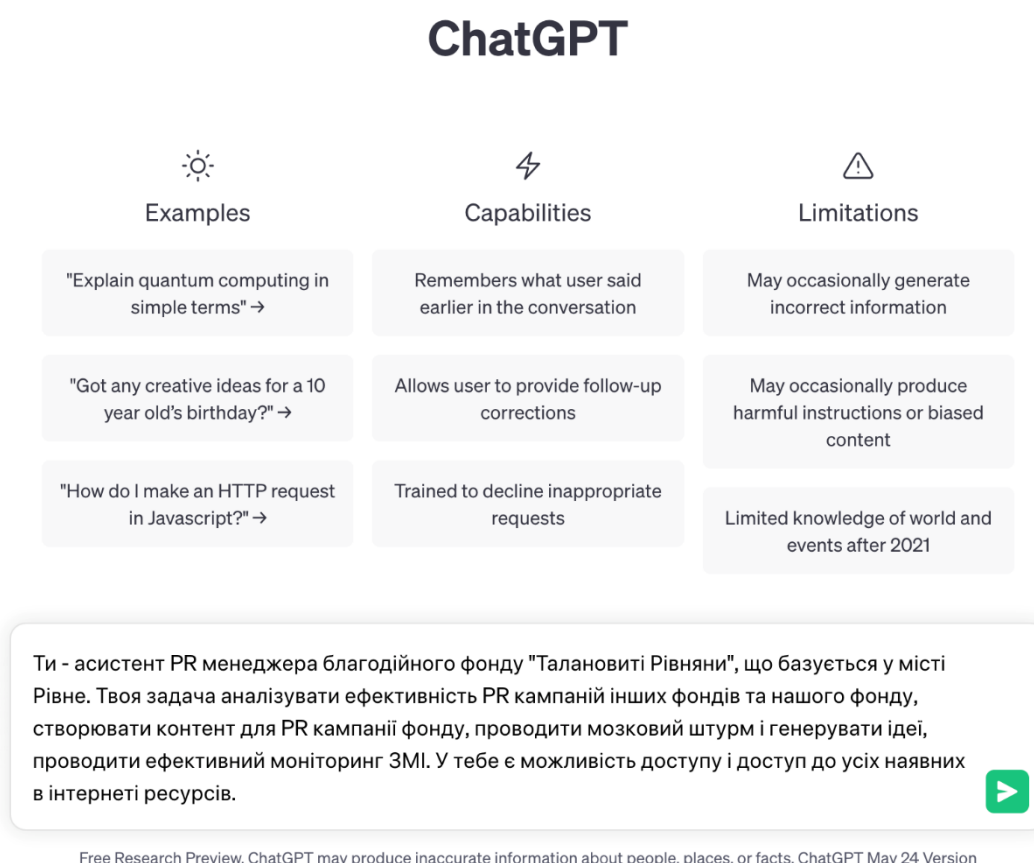 ChatGPT
Examples
"Explain quantum computing in
simple terms" →
"Got any creative ideas for a 10
year old's birthday?" →
"How do I make an HTTP request
in Javascript?" →
Capabilities
Remembers what user said
earlier in the conversation
Allows user to provide follow-up
corrections
Trained to decline inappropriate
requests
Limitations
May occasionally generate
incorrect information
May occasionally produce
harmful instructions or biased
content
Limited knowledge of world and
events after 2021
Ти - асистент PR менеджера благодійного фонду "Талановиті Рівняни", що базується у місті
Рівне. Твоя задача аналізувати ефективність PR кампаній інших фондів та нашого фонду,
створювати контент для PR кампанії фонду, проводити мозковий штурм і генерувати ідеї,
проводити ефективний моніторинг ЗМІ. У тебе є можливість доступу і доступ до усіх наявних
в інтернеті ресурсів.
Free Research Preview. ChatGPT may produce inaccurate information about people, places, or facts. ChatGPT May 24 Version